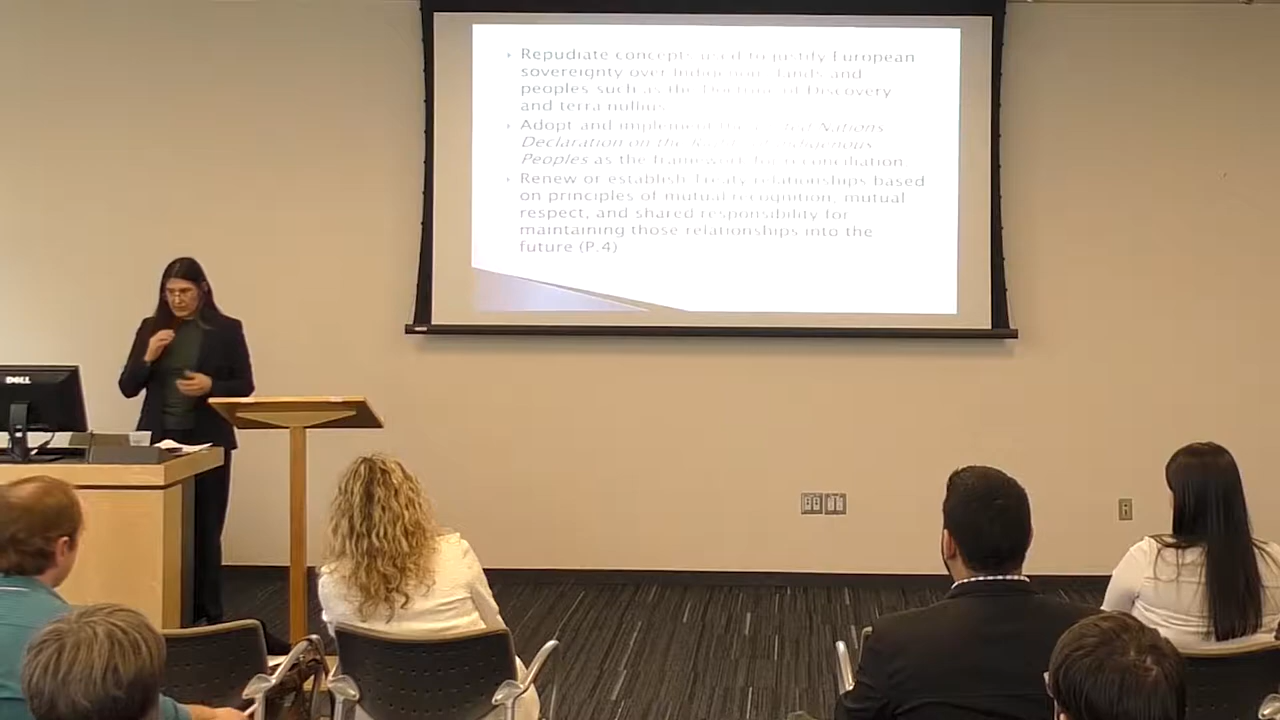 Repudiate concepts used to justify European
sovereignty over Indigenous lands and
peoples such as the Doctrine of Discovery
and terra nullius.
Adopt and implement the United Nations
Declaration on the Rights of Indigenous
Peoples as the framework for reconciliation.
Renew or establish Treaty relationships based
on principles of mutual recognition, mutual
respect, and shared responsibility for
maintaining those relationships into the
future (P.4)
DELL